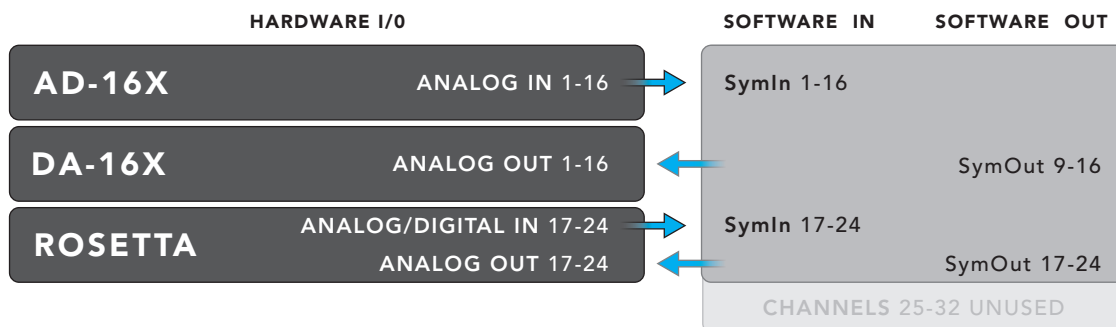 HARDWARE I/0 SOFTWARE IN SOFTWARE OUT
AD-16X ANALOG IN 1-16 SymIn 1-16
DA-16X ANALOG OUT 1-16 SymOut 9-16
ROSETTA ANALOG/DIGITAL IN 17-24 SymIn 17-24
ANALOG OUT 17-24 SymOut 17-24
CHANNELS 25-32 UNUSED